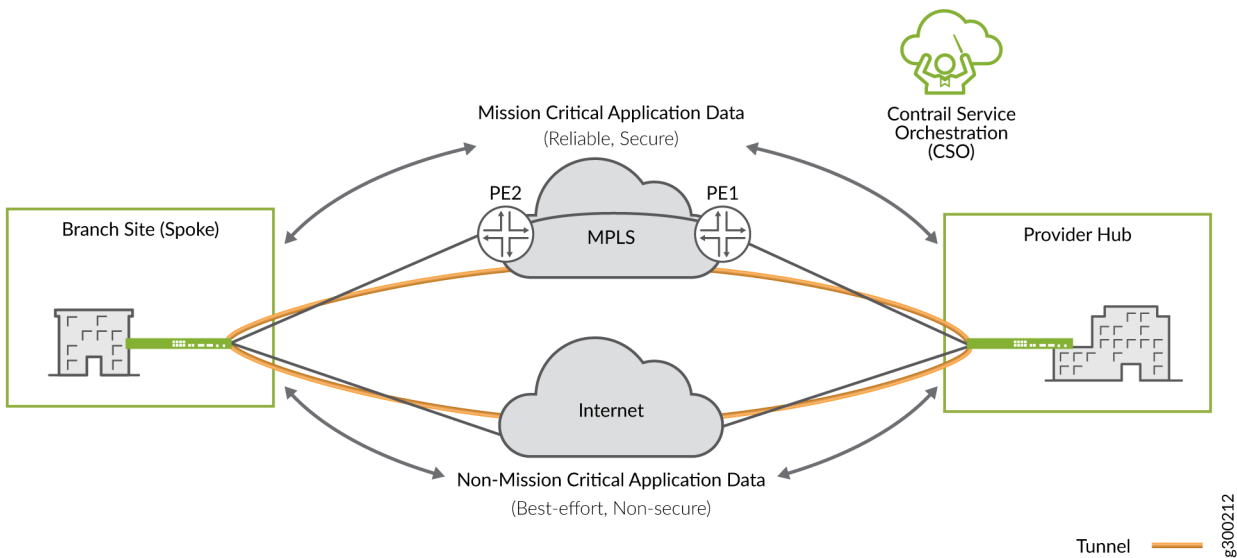 Contrail Service
Orchestration
(CSO)
Mission Critical Application Data
(Reliable, Secure)
PE2
PE1
Branch Site (Spoke)
MPLS
Provider Hub
Internet
Non-Mission Critical Application Data
(Best-effort, Non-secure)
Tunnel
g300212